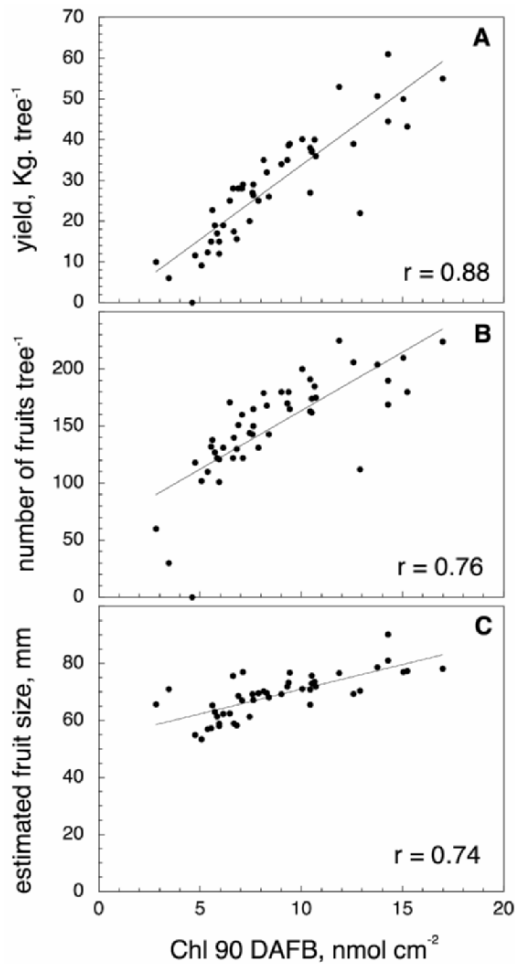 70
A
60
50
40
30
20
10
0
yield, Kg. tree⁻¹
r = 0.88
B
200
150
100
50
0
number of fruits tree⁻¹
r = 0.76
C
80
60
40
20
0
estimated fruit size, mm
r = 0.74
0 5 10 15 20
Chl 90 DAFB, nmol cm⁻²